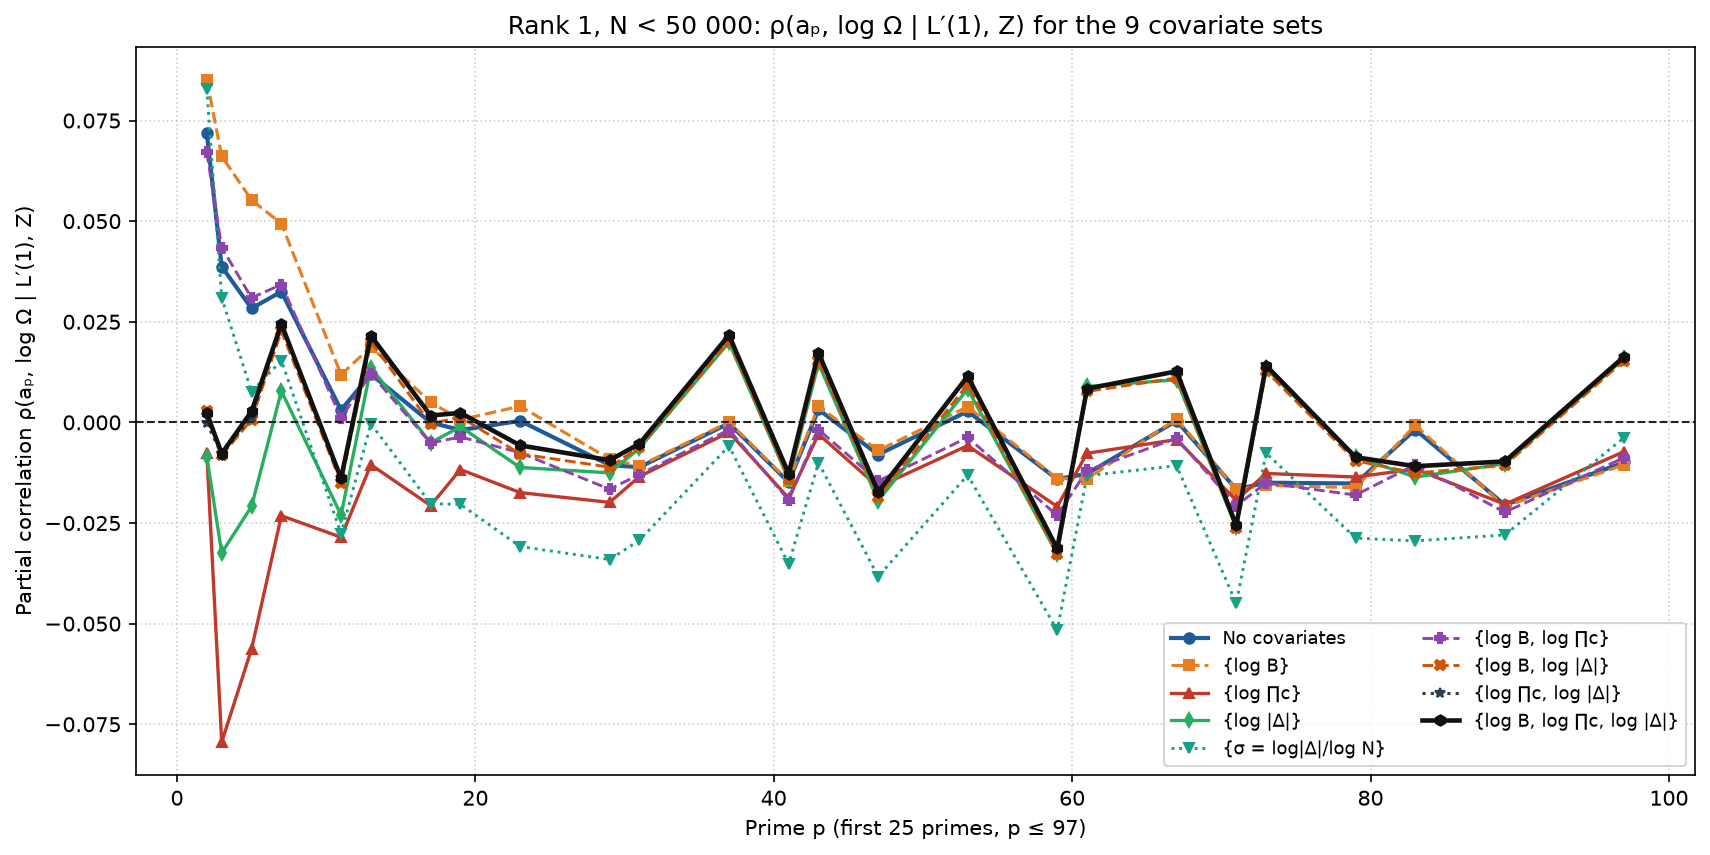 Rank 1, N < 50 000: ρ(aₚ, log Ω | L′(1), Z) for the 9 covariate sets
Partial correlation ρ(aₚ, log Ω | L′(1), Z)
0.075
0.050
0.025
0.000
−0.025
−0.050
−0.075
No covariates
{log B}
{log ∏c}
{log |Δ|}
{σ = log|Δ|/log N}
{log B, log ∏c}
{log B, log |Δ|}
{log ∏c, log |Δ|}
{log B, log ∏c, log |Δ|}
0 20 40 60 80 100
Prime p (first 25 primes, p ≤ 97)